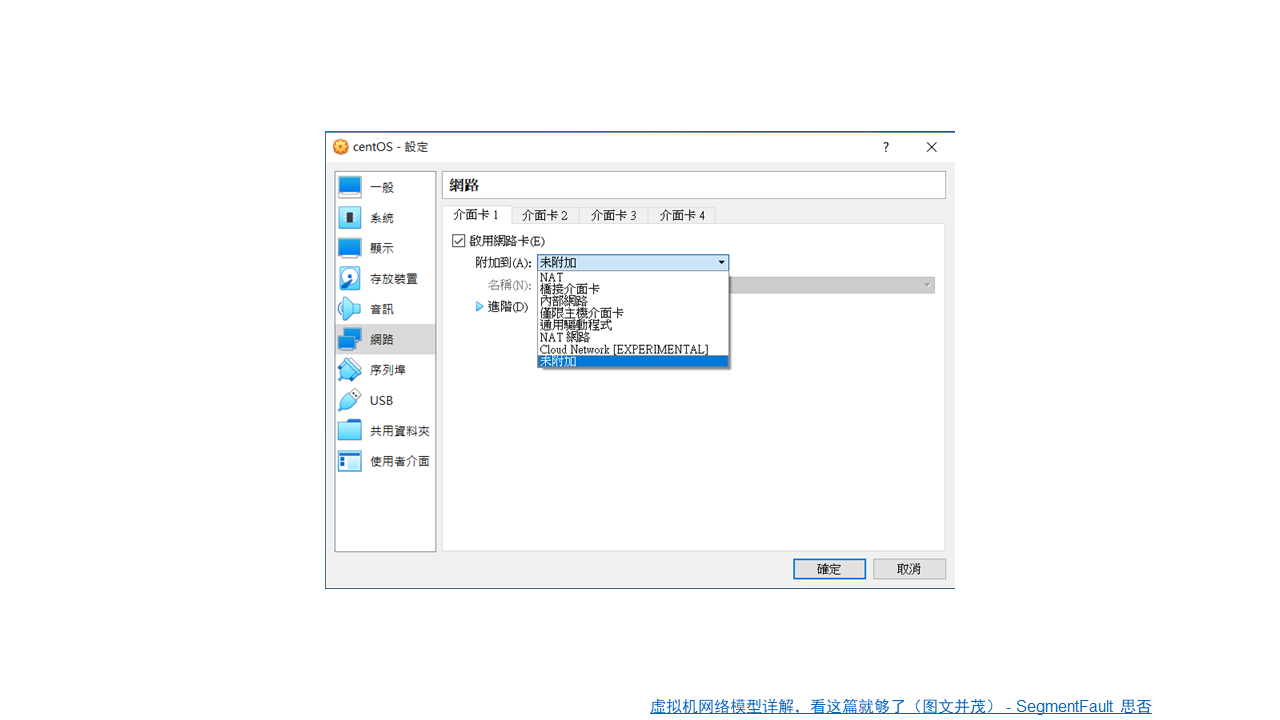 centOS - 設定
?
一般
系統
顯示
存放裝置
音訊
網路
序列埠
USB
共用資料夾
使用者介面
網路
介面卡 1
介面卡 2
介面卡 3
介面卡 4
啟用網路卡(E)
附加到(A):
未附加
名稱(N):
進階(D)
NAT
橋接介面卡
內部網路
僅限主機介面卡
通用驅動程式
NAT 網路
Cloud Network [EXPERIMENTAL]
未附加
確定
取消
虚拟机网络模型详解，看这篇就够了（图文并茂） - SegmentFault 思否